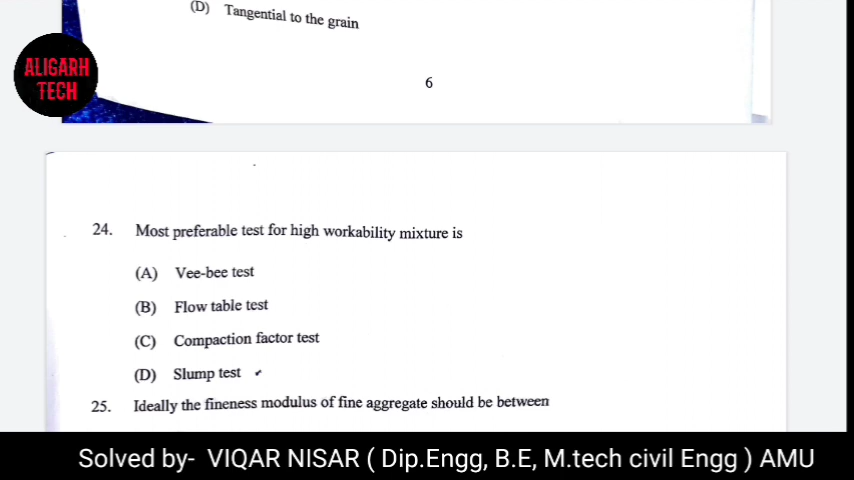 (D) Tangential to the grain
ALIGARH
TECH
6
24. Most preferable test for high workability mixture is
(A) Vee-bee test
(B) Flow table test
(C) Compaction factor test
(D) Slump test
25. Ideally the fineness modulus of fine aggregate should be between
Solved by- VIQAR NISAR ( Dip.Engg, B.E, M.tech civil Engg ) AMU